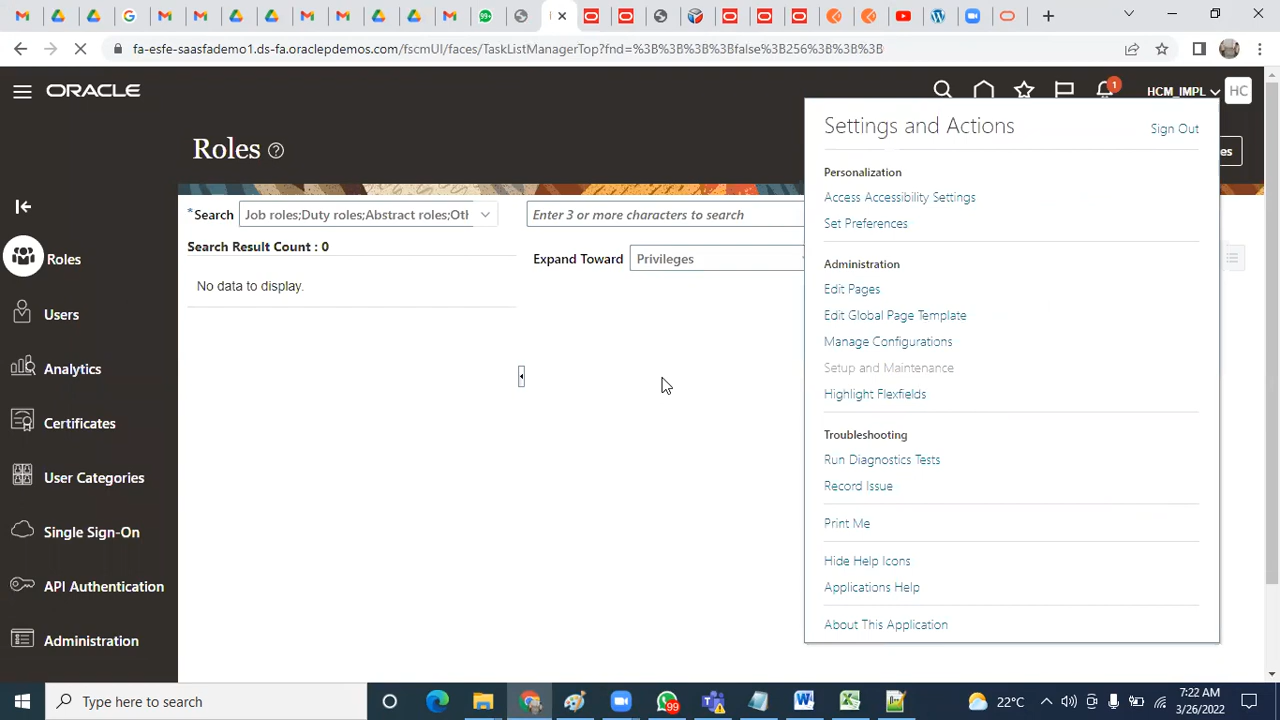 99+
fa-esfe-saasfademo1.ds-fa.oraclepdemos.com/fscmUI/faces/TaskListManagerTop?fnd=%3B%3B%3B%3Bfalse%3B256%3B%3B%3B
ORACLE
1
HCM_IMPL
HC
Roles
es
Settings and Actions
Sign Out
Personalization
Access Accessibility Settings
Set Preferences
Administration
Edit Pages
Edit Global Page Template
Manage Configurations
Setup and Maintenance
Highlight Flexfields
Troubleshooting
Run Diagnostics Tests
Record Issue
Print Me
Hide Help Icons
Applications Help
About This Application
*Search
Job roles;Duty roles;Abstract roles;Oth
Enter 3 or more characters to search
Search Result Count : 0
Expand Toward
Privileges
No data to display.
Roles
Users
Analytics
Certificates
User Categories
Single Sign-On
API Authentication
Administration
Type here to search
99
22°C
7:22 AM
3/26/2022